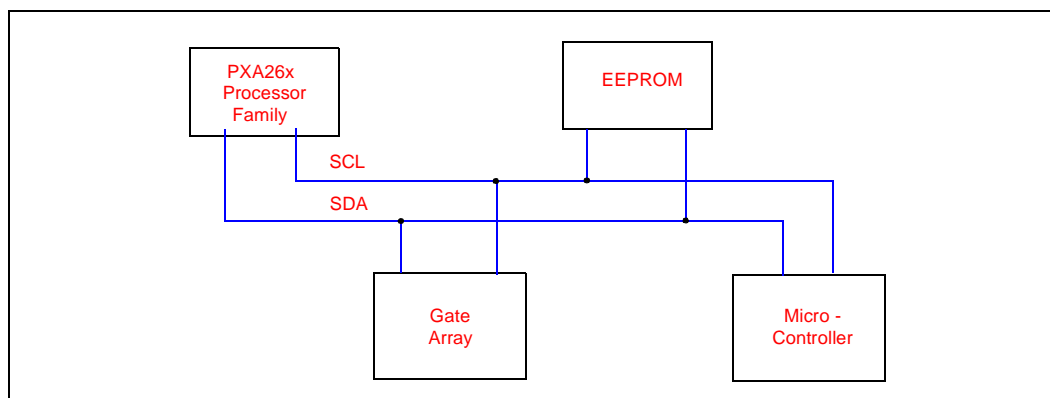 PXA26x
Processor
Family
EEPROM
SCL
SDA
Gate
Array
Micro -
Controller